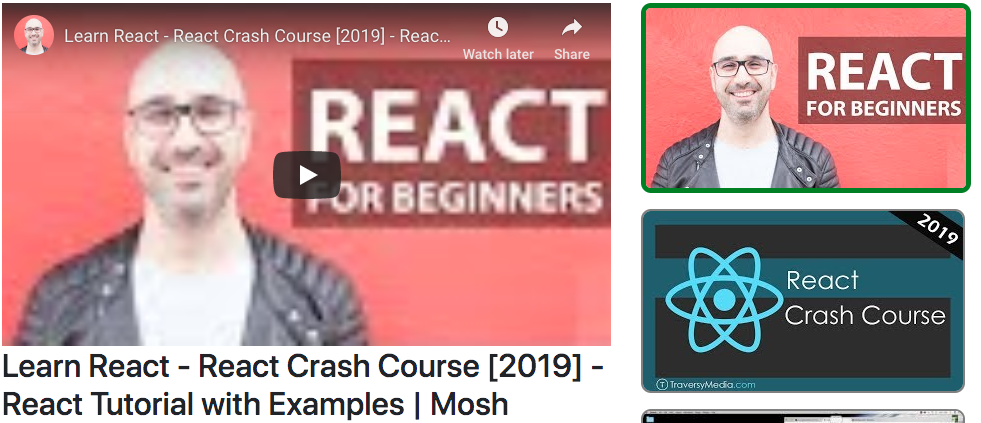 Learn React - React Crash Course [2019] - Reac...
Watch later
Share
REACT
FOR BEGINNERS
Learn React - React Crash Course [2019] -
React Tutorial with Examples | Mosh
REACT
FOR BEGINNERS
2019
React
Crash Course
TraversyMedia.com